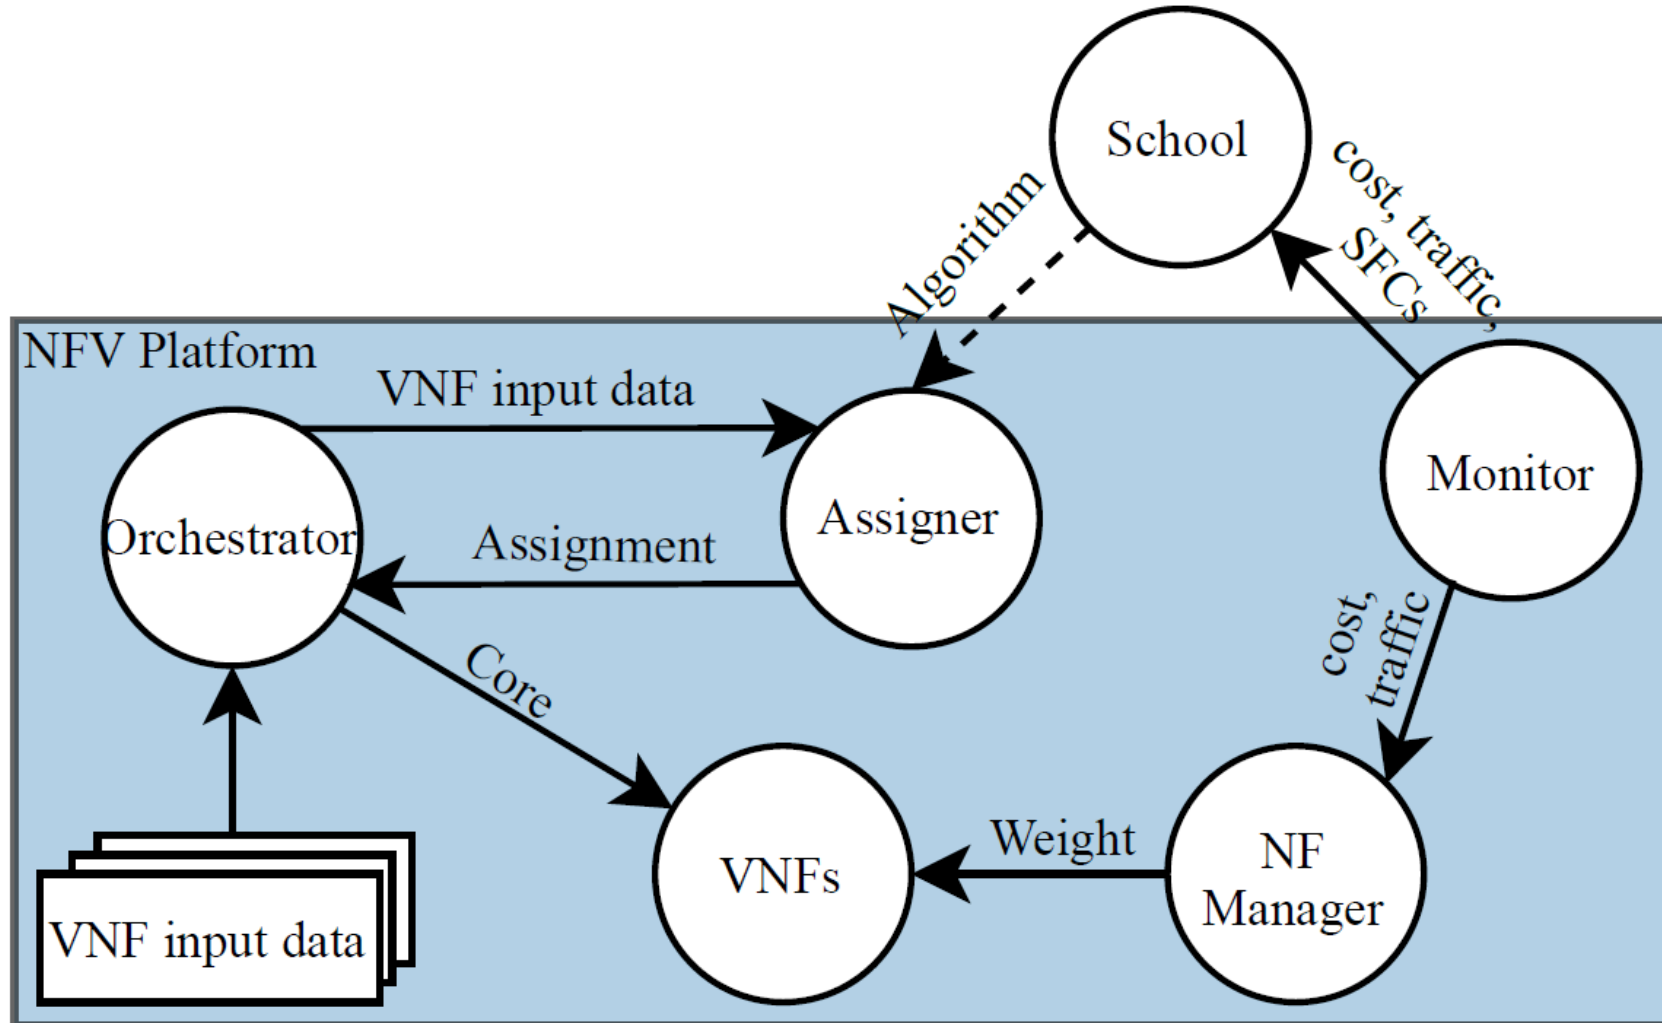 School
cost, traffic,
SFCs
Algorithm
NFV Platform
VNF input data
Orchestrator
Assigner
Monitor
Assignment
cost,
traffic
Core
Weight
VNFs
NF
Manager
VNF input data